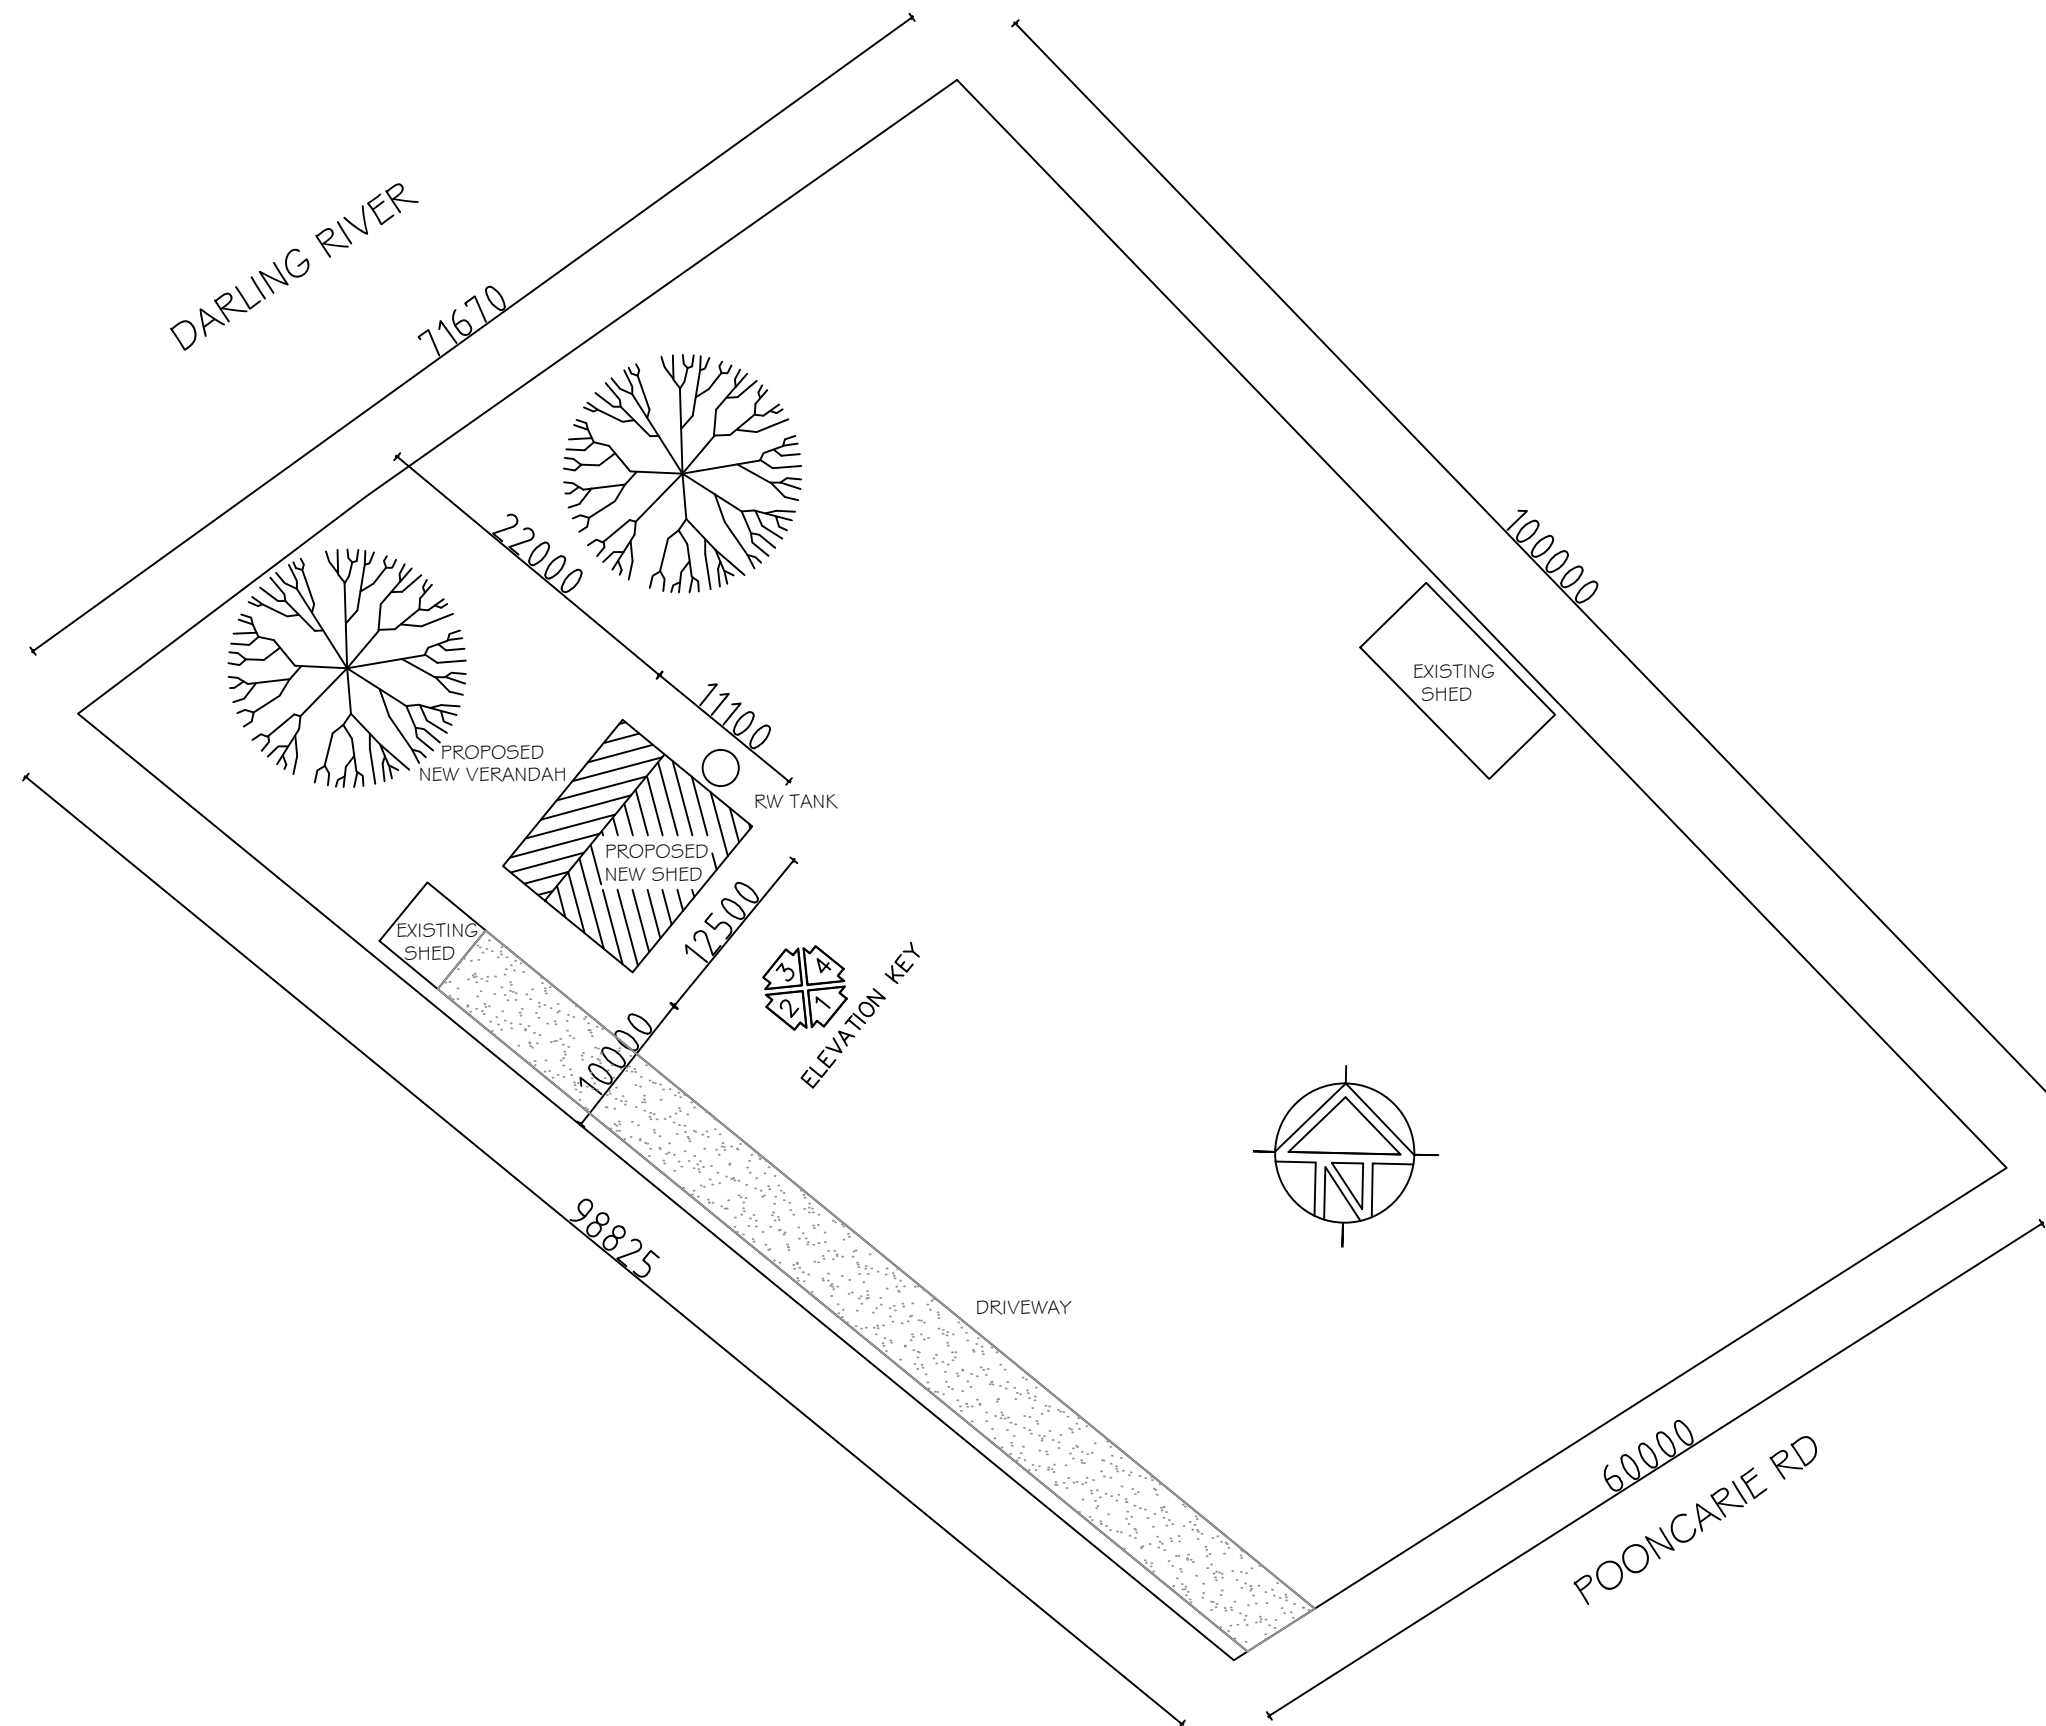 DARLING RIVER
71670
22000
11100
100000
EXISTING
SHED
PROPOSED
NEW VERANDAH
RW TANK
PROPOSED
NEW SHED
12500
EXISTING
SHED
3 4
2 1
ELEVATION KEY
10000
N
98825
DRIVEWAY
60000
POONCARIE RD